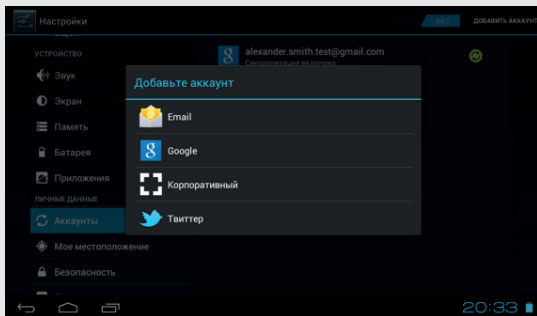 Настройки
ВКЛ
ДОБАВИТЬ АККАУНТ
УСТРОЙСТВО
alexander.smith.test@gmail.com
Синхронизация включена
Звук
Экран
Память
Батарея
Приложения
ЛИЧНЫЕ ДАННЫЕ
Аккаунты
Мое местоположение
Безопасность
Добавьте аккаунт
Email
Google
Корпоративный
Твиттер
20:33